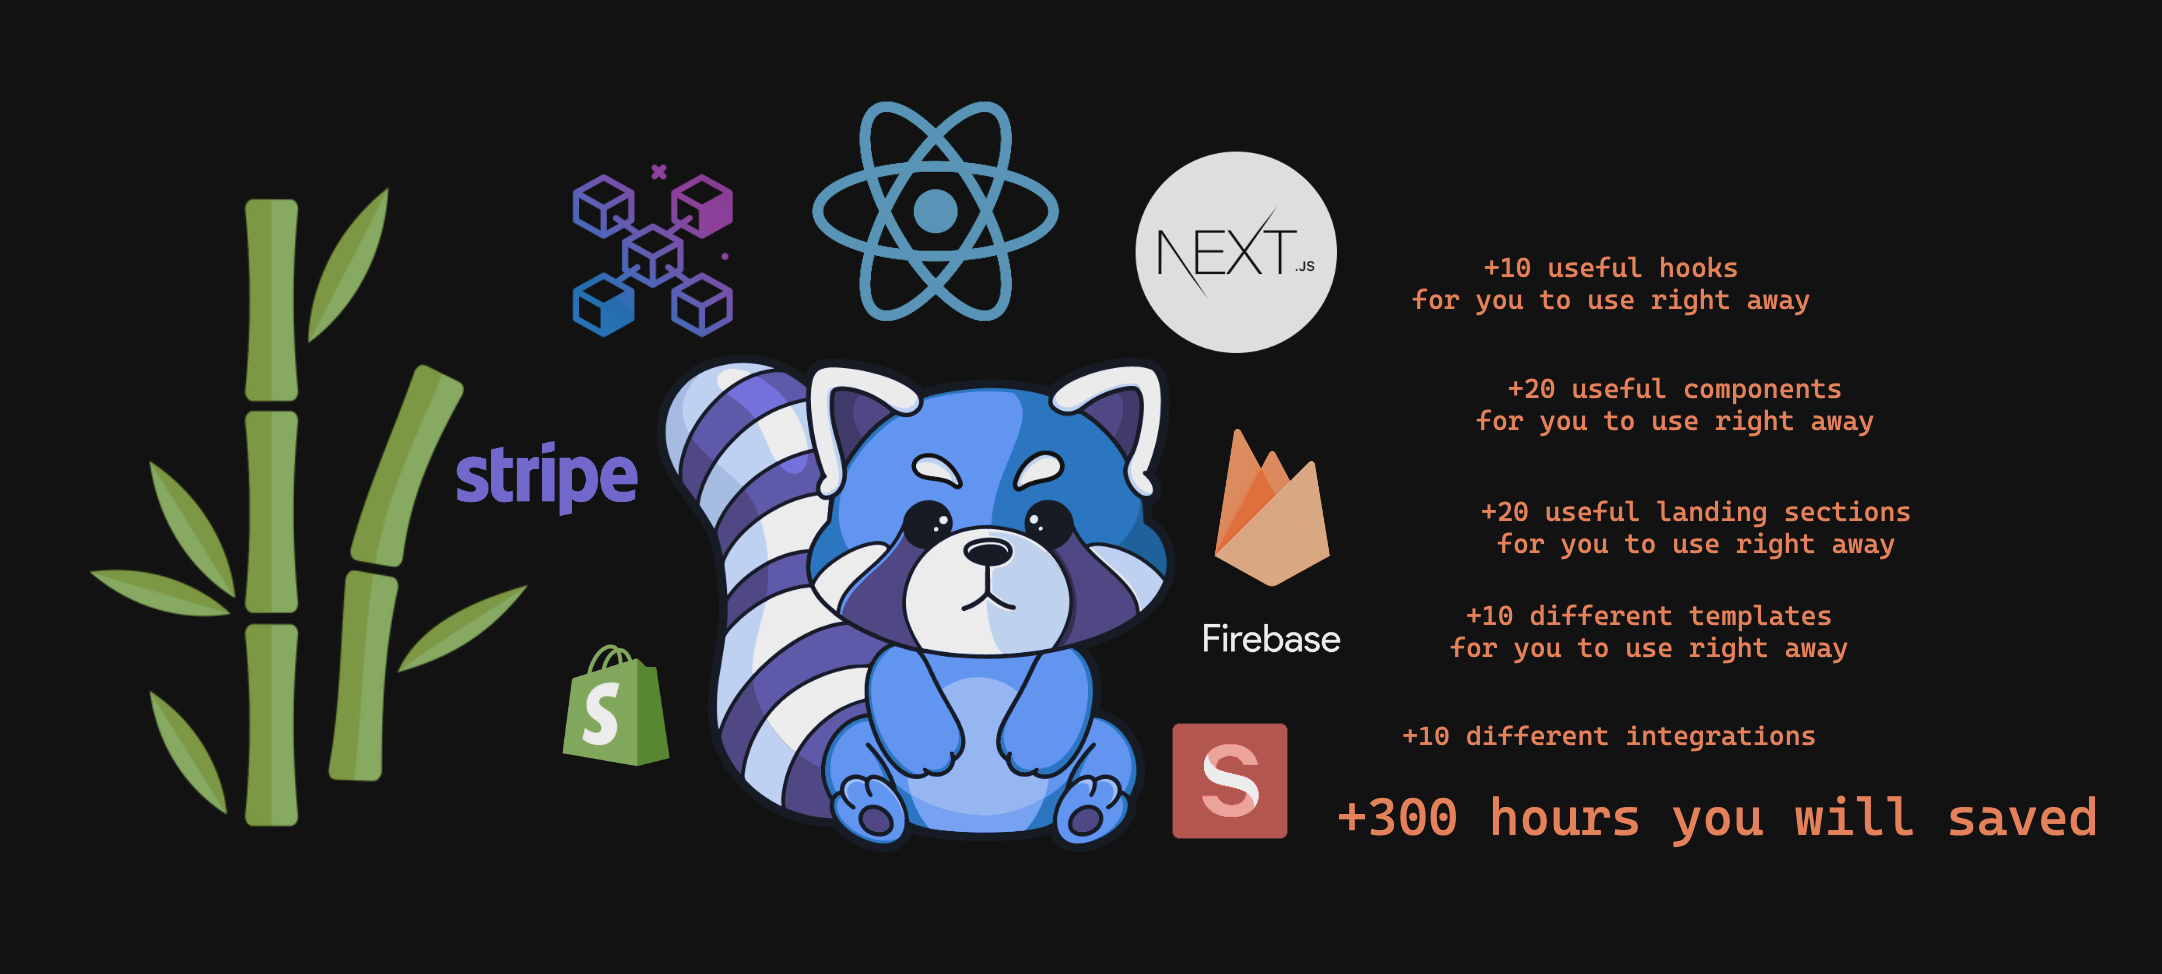 NEXT.JS
+10 useful hooks
for you to use right away
+20 useful components
for you to use right away
stripe
+20 useful landing sections
for you to use right away
Firebase
+10 different templates
for you to use right away
S
S
+10 different integrations
+300 hours you will saved